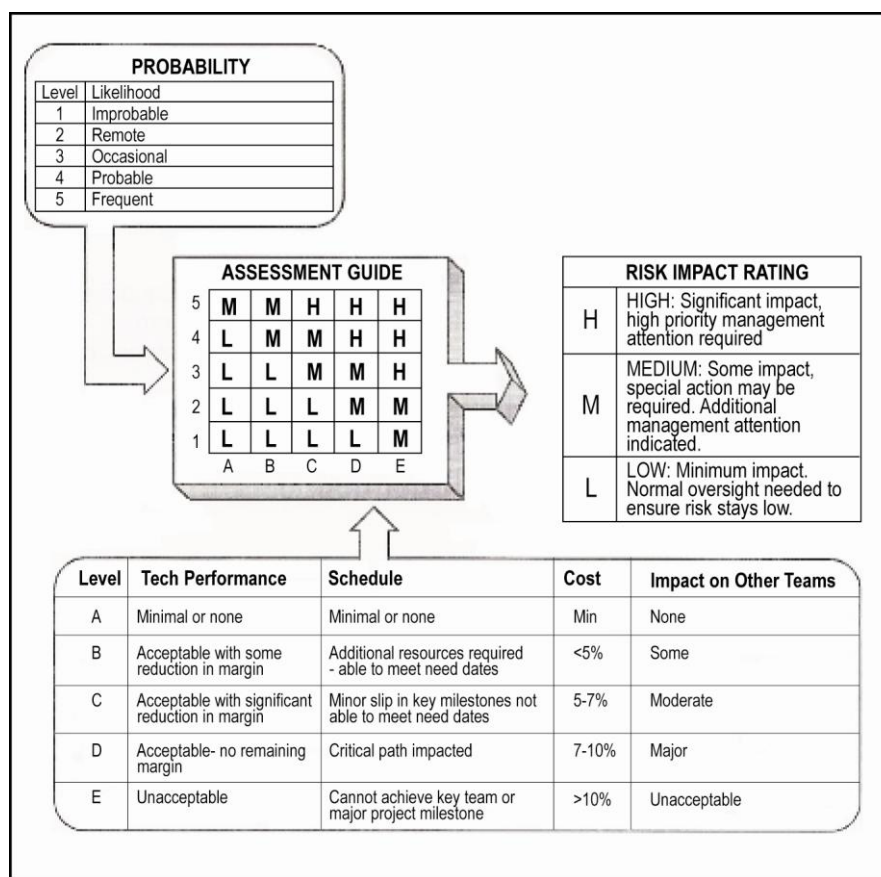 PROBABILITY
Level Likelihood
1 Improbable
2 Remote
3 Occasional
4 Probable
5 Frequent
ASSESSMENT GUIDE
5 M M H H H
4 L M M H H
3 L L M M H
2 L L L M M
1 L L L L M
A B C D E
RISK IMPACT RATING
H
HIGH: Significant impact,
high priority management
attention required
M
MEDIUM: Some impact,
special action may be
required. Additional
management attention
indicated.
L
LOW: Minimum impact.
Normal oversight needed to
ensure risk stays low.
Level Tech Performance Schedule Cost Impact on Other Teams
A Minimal or none Minimal or none Min None
B Acceptable with some Additional resources required <5% Some
reduction in margin - able to meet need dates
C Acceptable with significant Minor slip in key milestones not 5-7% Moderate
reduction in margin able to meet need dates
D Acceptable- no remaining Critical path impacted 7-10% Major
margin
E Unacceptable Cannot achieve key team or >10% Unacceptable
major project milestone